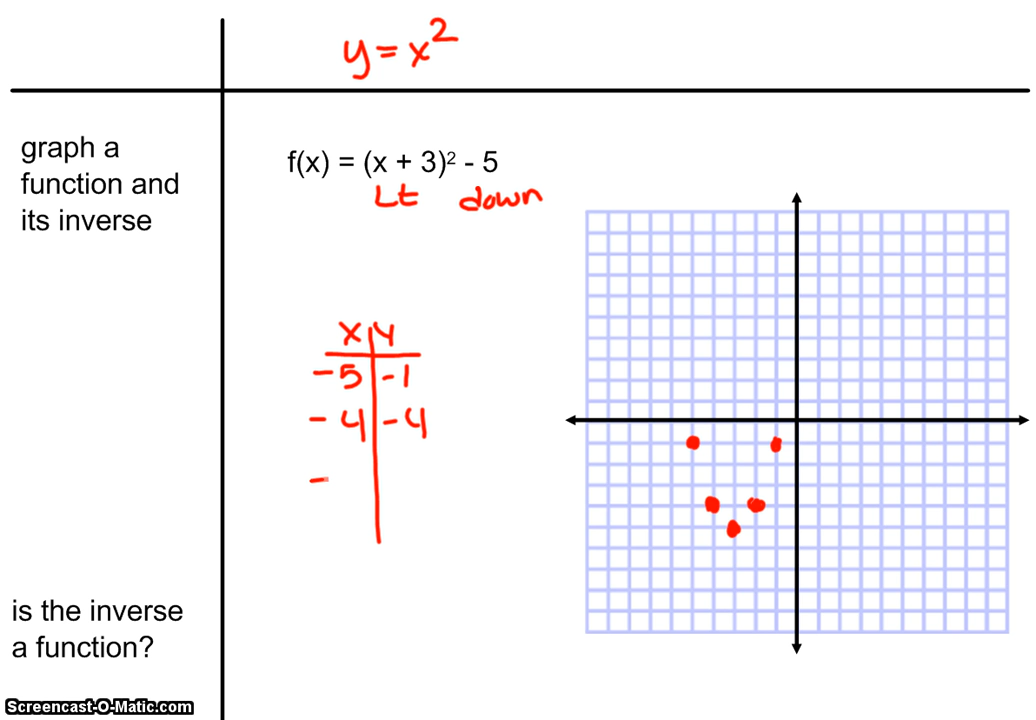 y = x²
graph a
function and
its inverse
f(x) = (x + 3)² - 5
Lt down
x y
-5 -1
-4 -4
-
is the inverse
a function?
Screencast-O-Matic.com